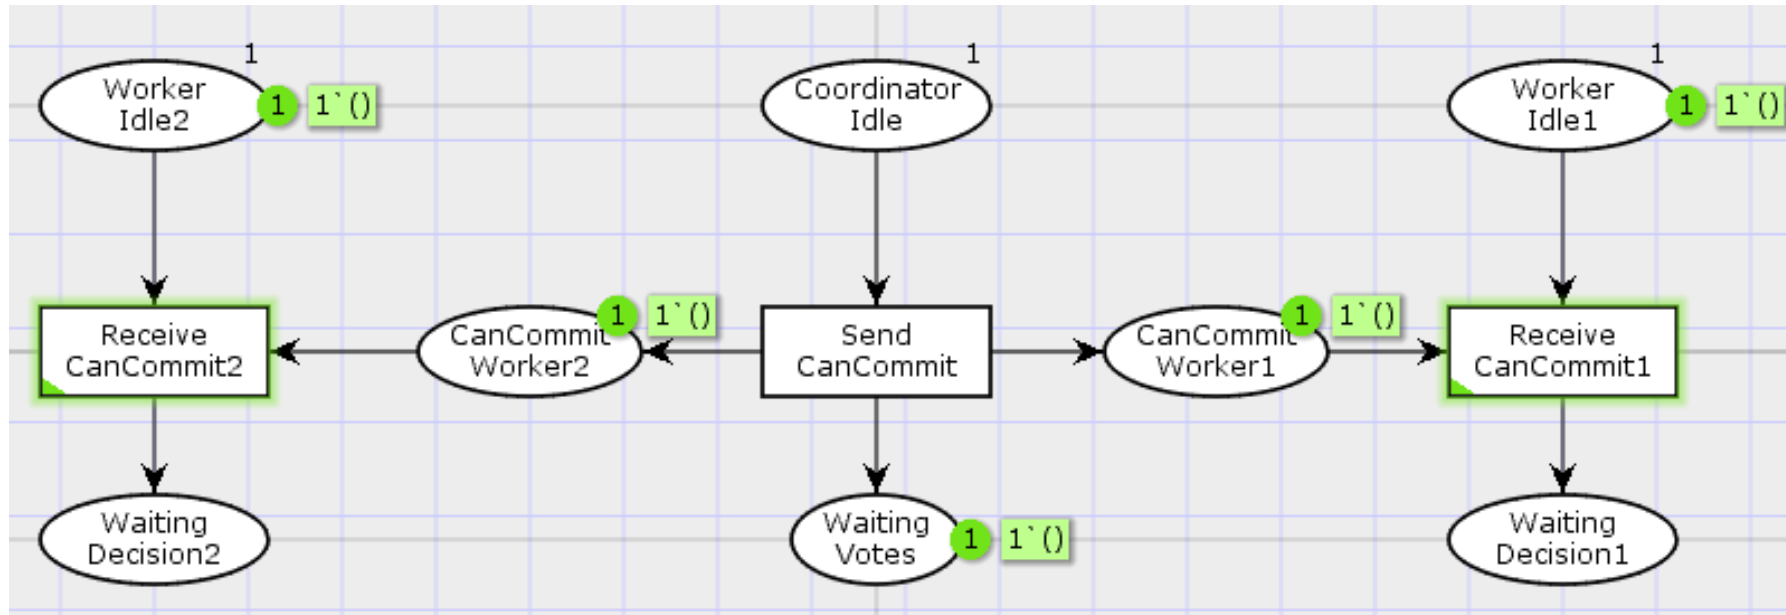 1
Worker
Idle2
1
1`()
1
Coordinator
Idle
1
Worker
Idle1
1
1`()
Receive
CanCommit2
CanCommit
Worker2
1
1`()
Send
CanCommit
CanCommit
Worker1
1
1`()
Receive
CanCommit1
Waiting
Decision2
Waiting
Votes
1
1`()
Waiting
Decision1